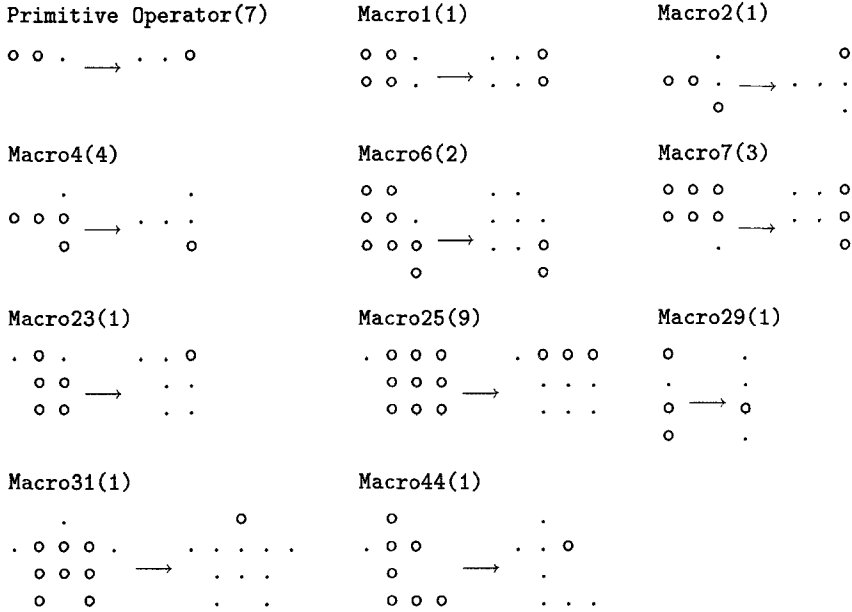 Primitive Operator(7)
Macro1(1)
Macro2(1)
Macro4(4)
Macro6(2)
Macro7(3)
Macro23(1)
Macro25(9)
Macro29(1)
Macro31(1)
Macro44(1)